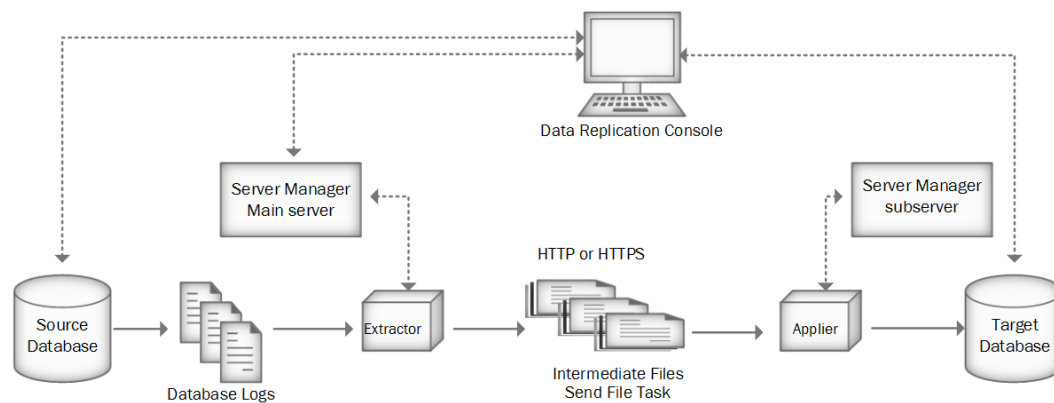 Data Replication Console
Server Manager
Main server
Server Manager
subserver
HTTP or HTTPS
Source
Database
Extractor
Applier
Target
Database
Database Logs
Intermediate Files
Send File Task